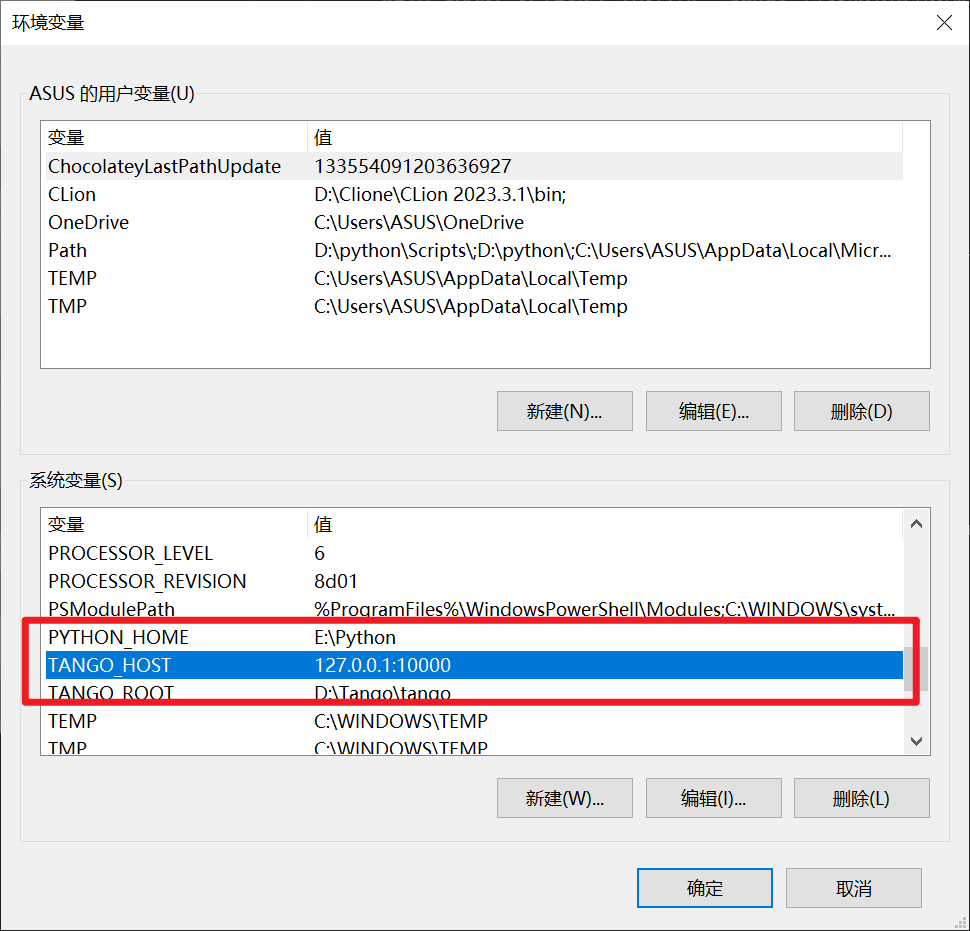 环境变量
ASUS 的用户变量(U)
变量 值
ChocolateyLastPathUpdate 133554091203636927
CLion D:\Clione\CLion 2023.3.1\bin;
OneDrive C:\Users\ASUS\OneDrive
Path D:\python\Scripts\;D:\python\;C:\Users\ASUS\AppData\Local\Micr...
TEMP C:\Users\ASUS\AppData\Local\Temp
TMP C:\Users\ASUS\AppData\Local\Temp
新建(N)... 编辑(E)... 删除(D)
系统变量(S)
变量 值
PROCESSOR_LEVEL 6
PROCESSOR_REVISION 8d01
PSModulePath %ProgramFiles%\WindowsPowerShell\Modules;C:\WINDOWS\syst...
PYTHON_HOME E:\Python
TANGO_HOST 127.0.0.1:10000
TANGO_ROOT D:\Tango\tango
TEMP C:\WINDOWS\TEMP
TMP C:\WINDOWS\TEMP
新建(W)... 编辑(I)... 删除(L)
确定 取消